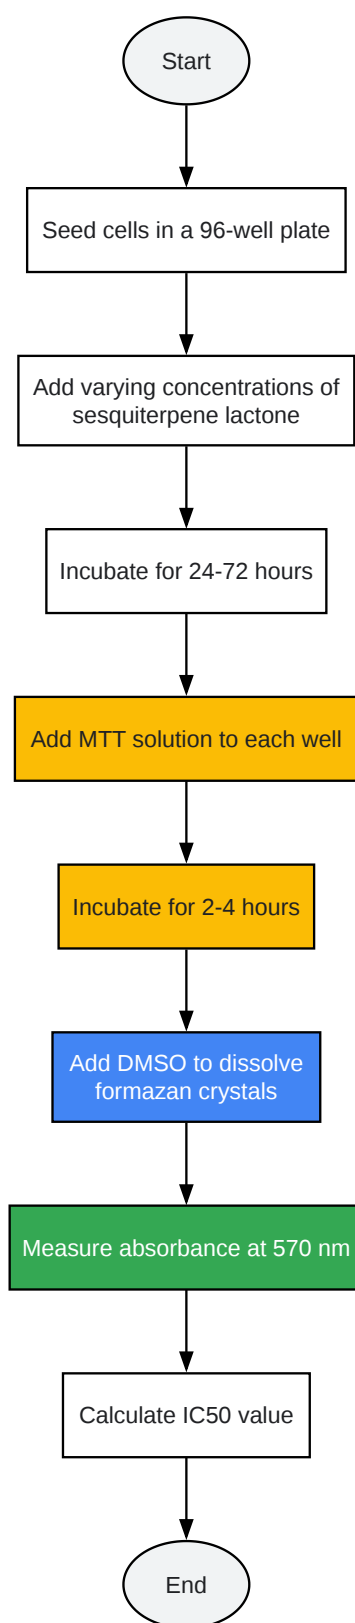 Start
Seed cells in a 96-well plate
Add varying concentrations of
sesquiterpene lactone
Incubate for 24-72 hours
Add MTT solution to each well
Incubate for 2-4 hours
Add DMSO to dissolve
formazan crystals
Measure absorbance at 570 nm
Calculate IC50 value
End